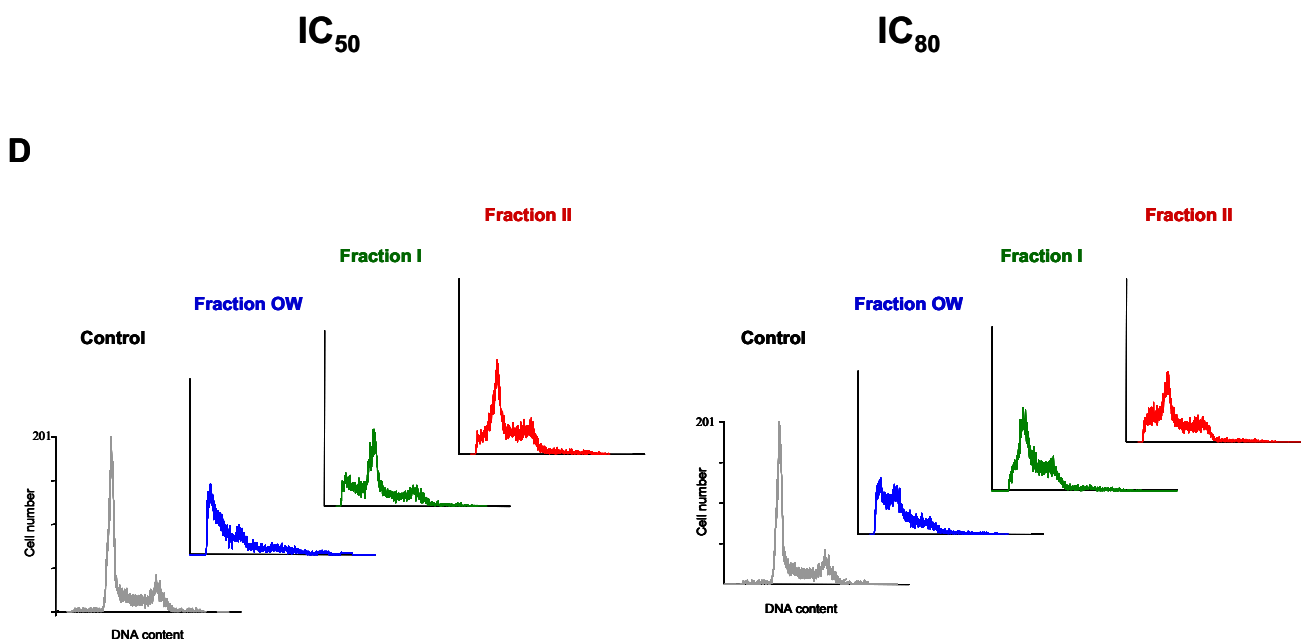 IC50
IC80
D
Fraction II
Fraction II
Fraction I
Fraction I
Fraction OW
Fraction OW
Control
Control
201
201
Cell number
Cell number
DNA content
DNA content